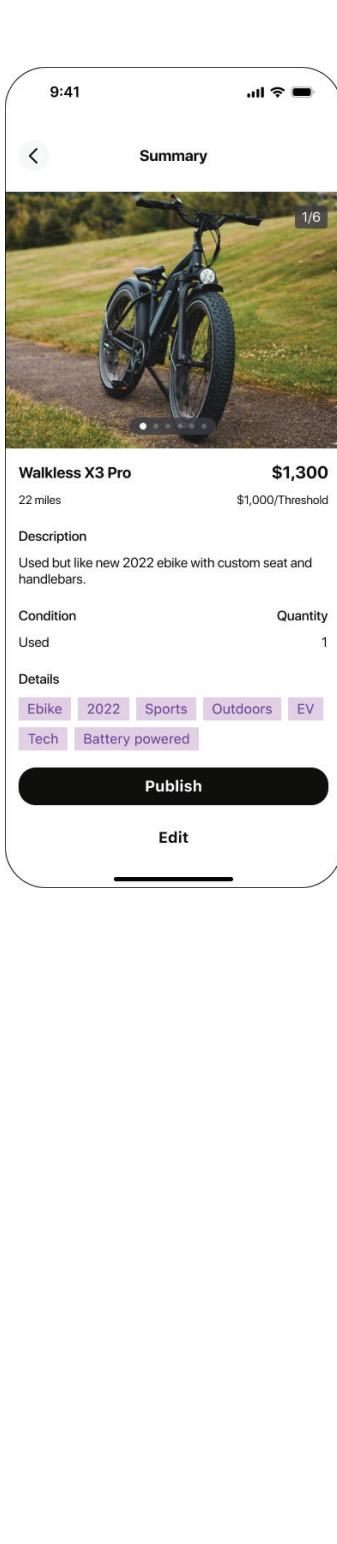 9:41
Summary
1/6
Walkless X3 Pro $1,300
22 miles $1,000/Threshold
Description
Used but like new 2022 ebike with custom seat and
handlebars.
Condition Quantity
Used 1
Details
Ebike 2022 Sports Outdoors EV
Tech Battery powered
Publish
Edit